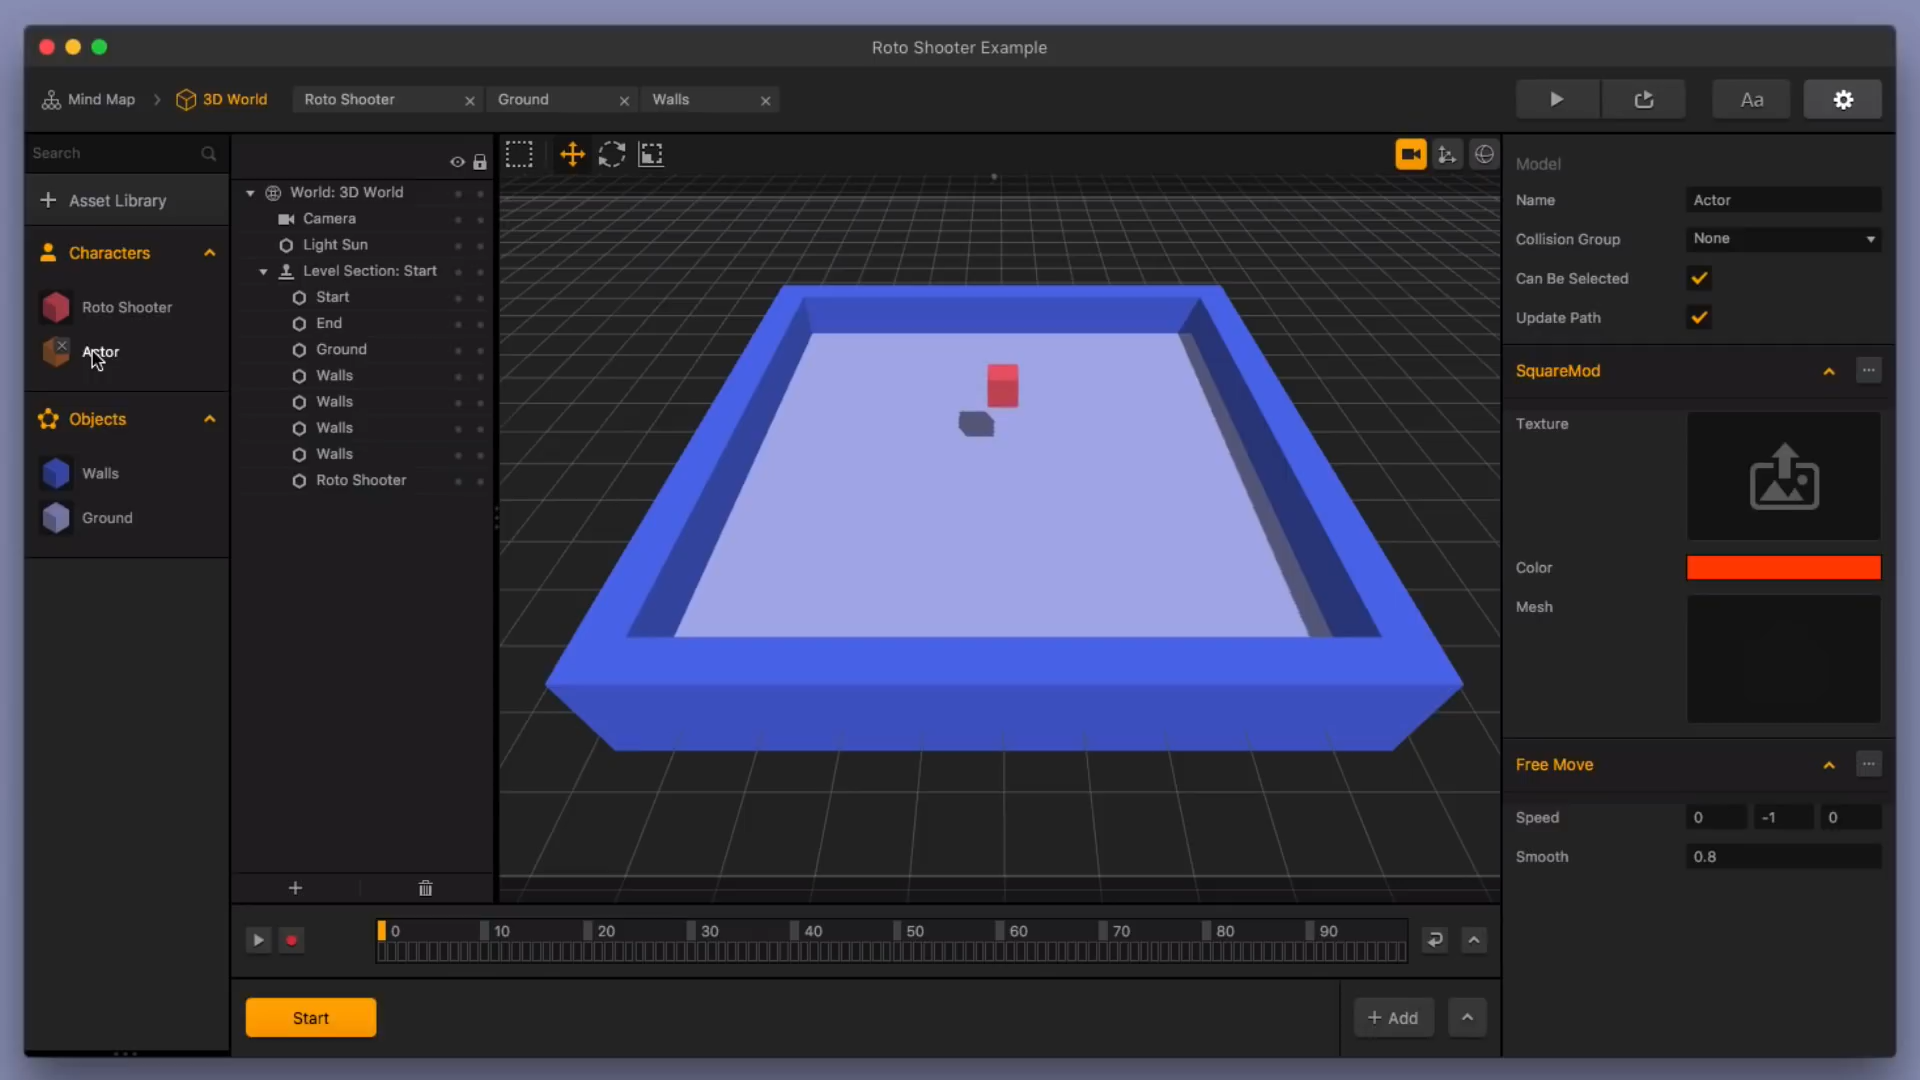 Roto Shooter Example
Mind Map
3D World
Roto Shooter
Ground
Walls
Aa
Search
Asset Library
Characters
Roto Shooter
Actor
Objects
Walls
Ground
World: 3D World
Camera
Light Sun
Level Section: Start
Start
End
Ground
Walls
Walls
Walls
Walls
Roto Shooter
Model
Name Actor
Collision Group None
Can Be Selected
Update Path
SquareMod
Texture
Color
Mesh
Free Move
Speed 0 -1 0
Smooth 0.8
0 10 20 30 40 50 60 70 80 90
Start
+ Add